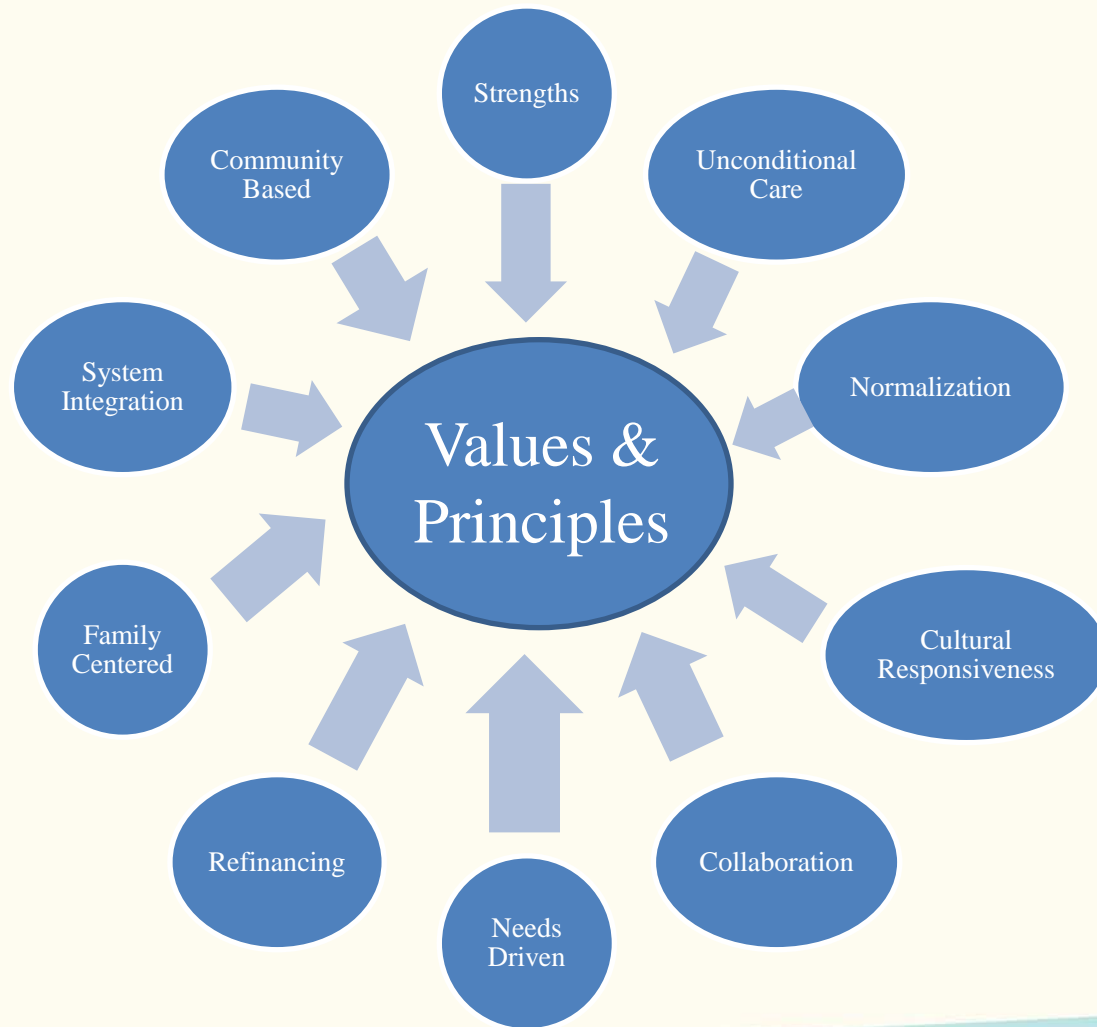 Strengths
Unconditional
Care
Normalization
Cultural
Responsiveness
Collaboration
Needs
Driven
Refinancing
Family
Centered
System
Integration
Community
Based
Values &
Principles